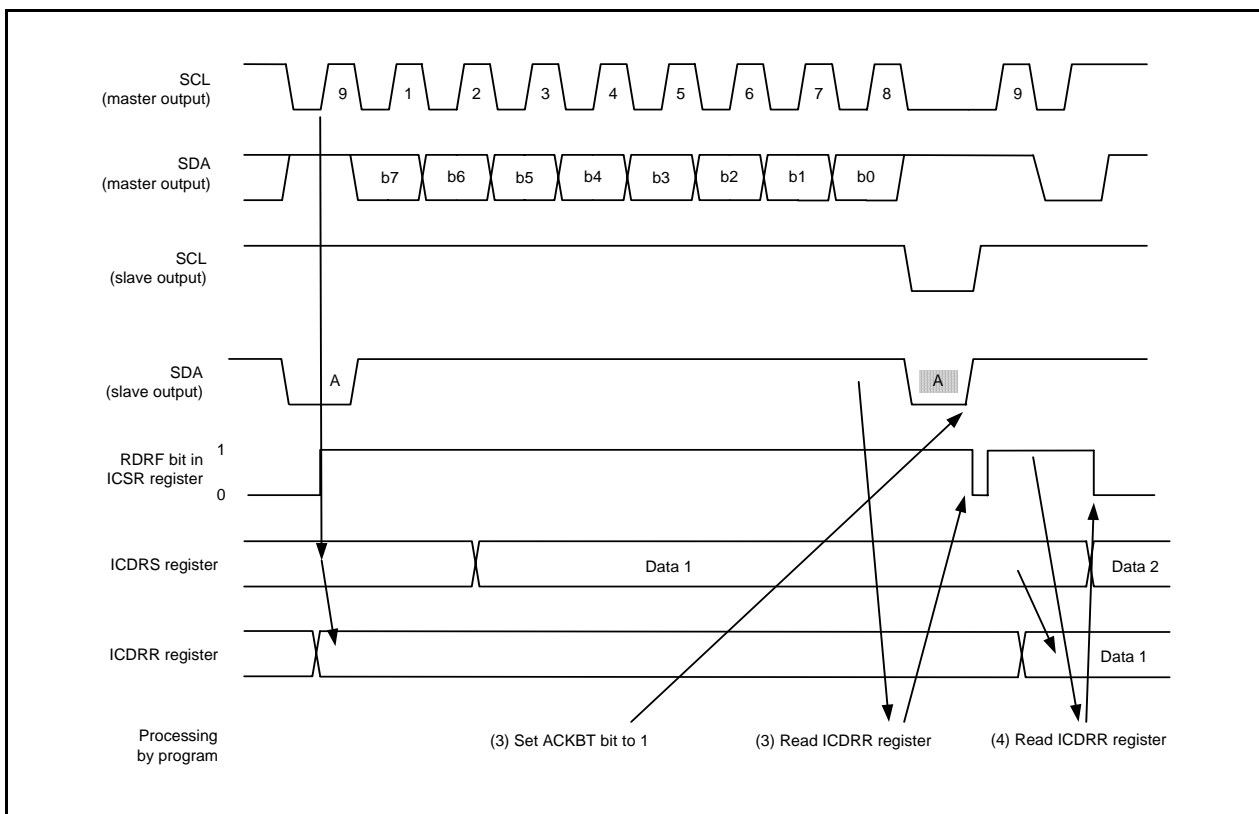 SCL
(master output)
9 1 2 3 4 5 6 7 8 9
SDA
(master output)
b7 b6 b5 b4 b3 b2 b1 b0
SCL
(slave output)
SDA
(slave output)
A A
RDRF bit in
ICSR register
1
0
ICDRS register
Data 1 Data 2
ICDRR register
Data 1
Processing
by program
(3) Set ACKBT bit to 1 (3) Read ICDRR register (4) Read ICDRR register